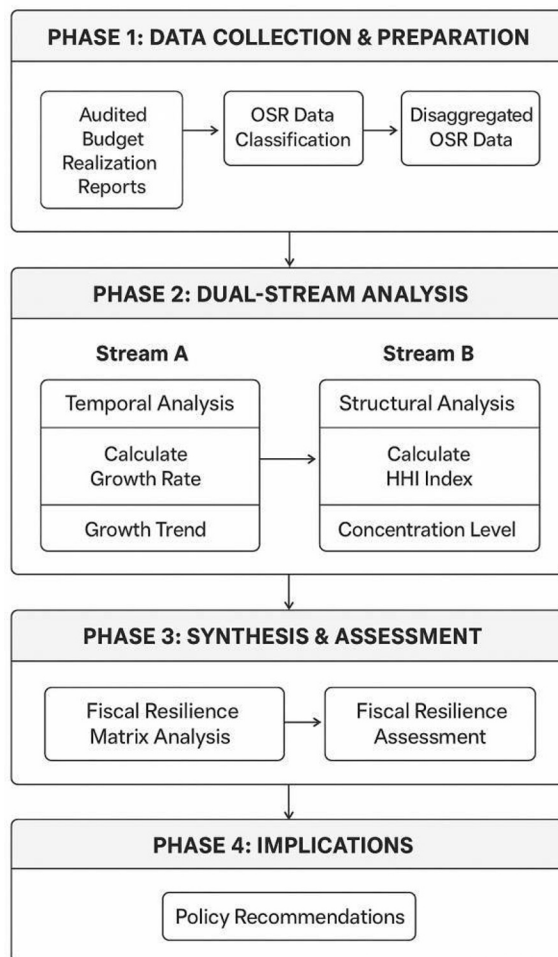 PHASE 1: DATA COLLECTION & PREPARATION
Audited
Budget
Realization
Reports
OSR Data
Classification
Disaggregated
OSR Data
PHASE 2: DUAL-STREAM ANALYSIS
Stream A
Temporal Analysis
Calculate
Growth Rate
Growth Trend
Stream B
Structural Analysis
Calculate
HHI Index
Concentration Level
PHASE 3: SYNTHESIS & ASSESSMENT
Fiscal Resilience
Matrix Analysis
Fiscal Resilience
Assessment
PHASE 4: IMPLICATIONS
Policy Recommendations